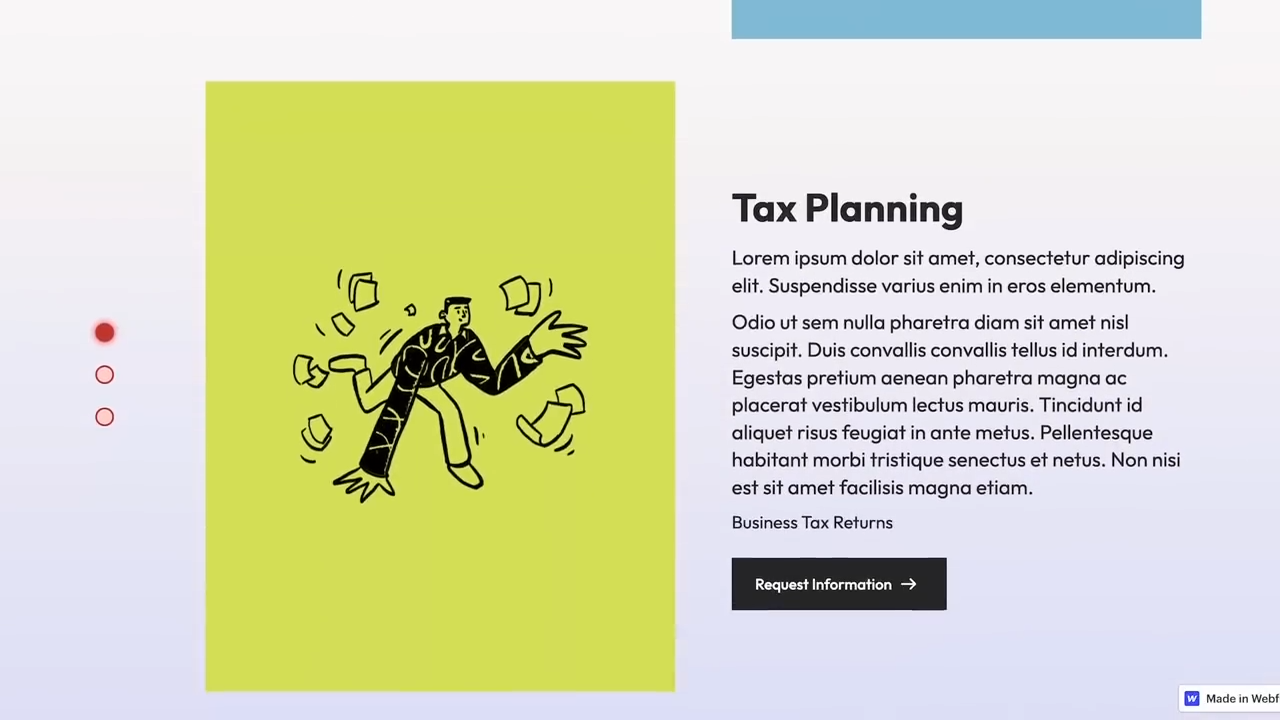 Tax Planning
Lorem ipsum dolor sit amet, consectetur adipiscing
elit. Suspendisse varius enim in eros elementum.
Odio ut sem nulla pharetra diam sit amet nisl
suscipit. Duis convallis convallis tellus id interdum.
Egestas pretium aenean pharetra magna ac
placerat vestibulum lectus mauris. Tincidunt id
aliquet risus feugiat in ante metus. Pellentesque
habitant morbi tristique senectus et netus. Non nisi
est sit amet facilisis magna etiam.
Business Tax Returns
Request Information →
Made in Webf